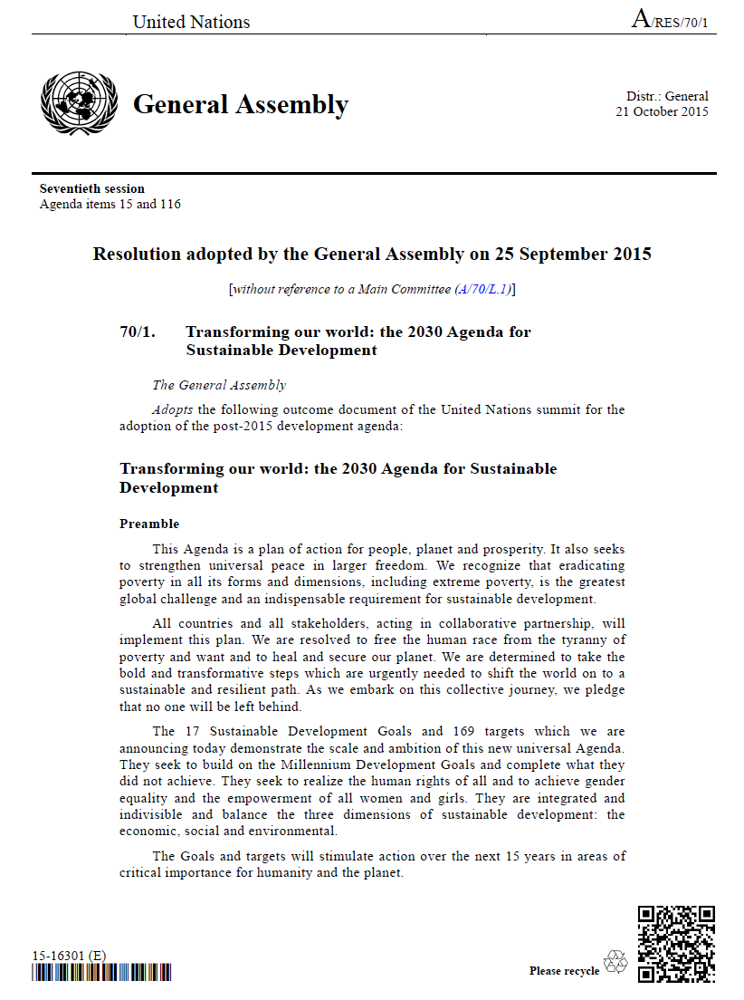 United Nations
A/RES/70/1
General Assembly
Distr.: General
21 October 2015
Seventieth session
Agenda items 15 and 116
Resolution adopted by the General Assembly on 25 September 2015
[without reference to a Main Committee (A/70/L.1)]
70/1. Transforming our world: the 2030 Agenda for
Sustainable Development
The General Assembly
Adopts the following outcome document of the United Nations summit for the
adoption of the post-2015 development agenda:
Transforming our world: the 2030 Agenda for Sustainable
Development
Preamble
This Agenda is a plan of action for people, planet and prosperity. It also seeks
to strengthen universal peace in larger freedom. We recognize that eradicating
poverty in all its forms and dimensions, including extreme poverty, is the greatest
global challenge and an indispensable requirement for sustainable development.
All countries and all stakeholders, acting in collaborative partnership, will
implement this plan. We are resolved to free the human race from the tyranny of
poverty and want and to heal and secure our planet. We are determined to take the
bold and transformative steps which are urgently needed to shift the world on to a
sustainable and resilient path. As we embark on this collective journey, we pledge
that no one will be left behind.
The 17 Sustainable Development Goals and 169 targets which we are
announcing today demonstrate the scale and ambition of this new universal Agenda.
They seek to build on the Millennium Development Goals and complete what they
did not achieve. They seek to realize the human rights of all and to achieve gender
equality and the empowerment of all women and girls. They are integrated and
indivisible and balance the three dimensions of sustainable development: the
economic, social and environmental.
The Goals and targets will stimulate action over the next 15 years in areas of
critical importance for humanity and the planet.
15-16301 (E)
Please recycle